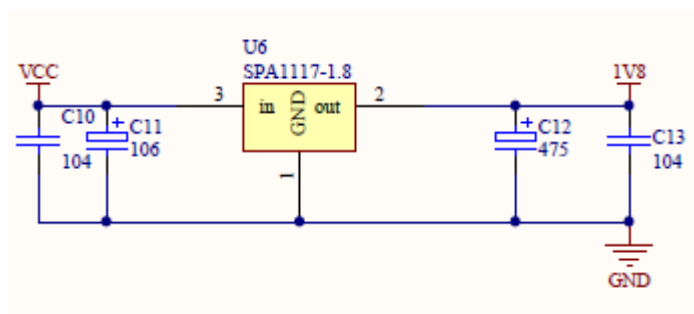 U6
SPA1117-1.8
VCC
1V8
3
in
GND
out
2
C10
104
+
C11
106
1
+
C12
475
C13
104
GND